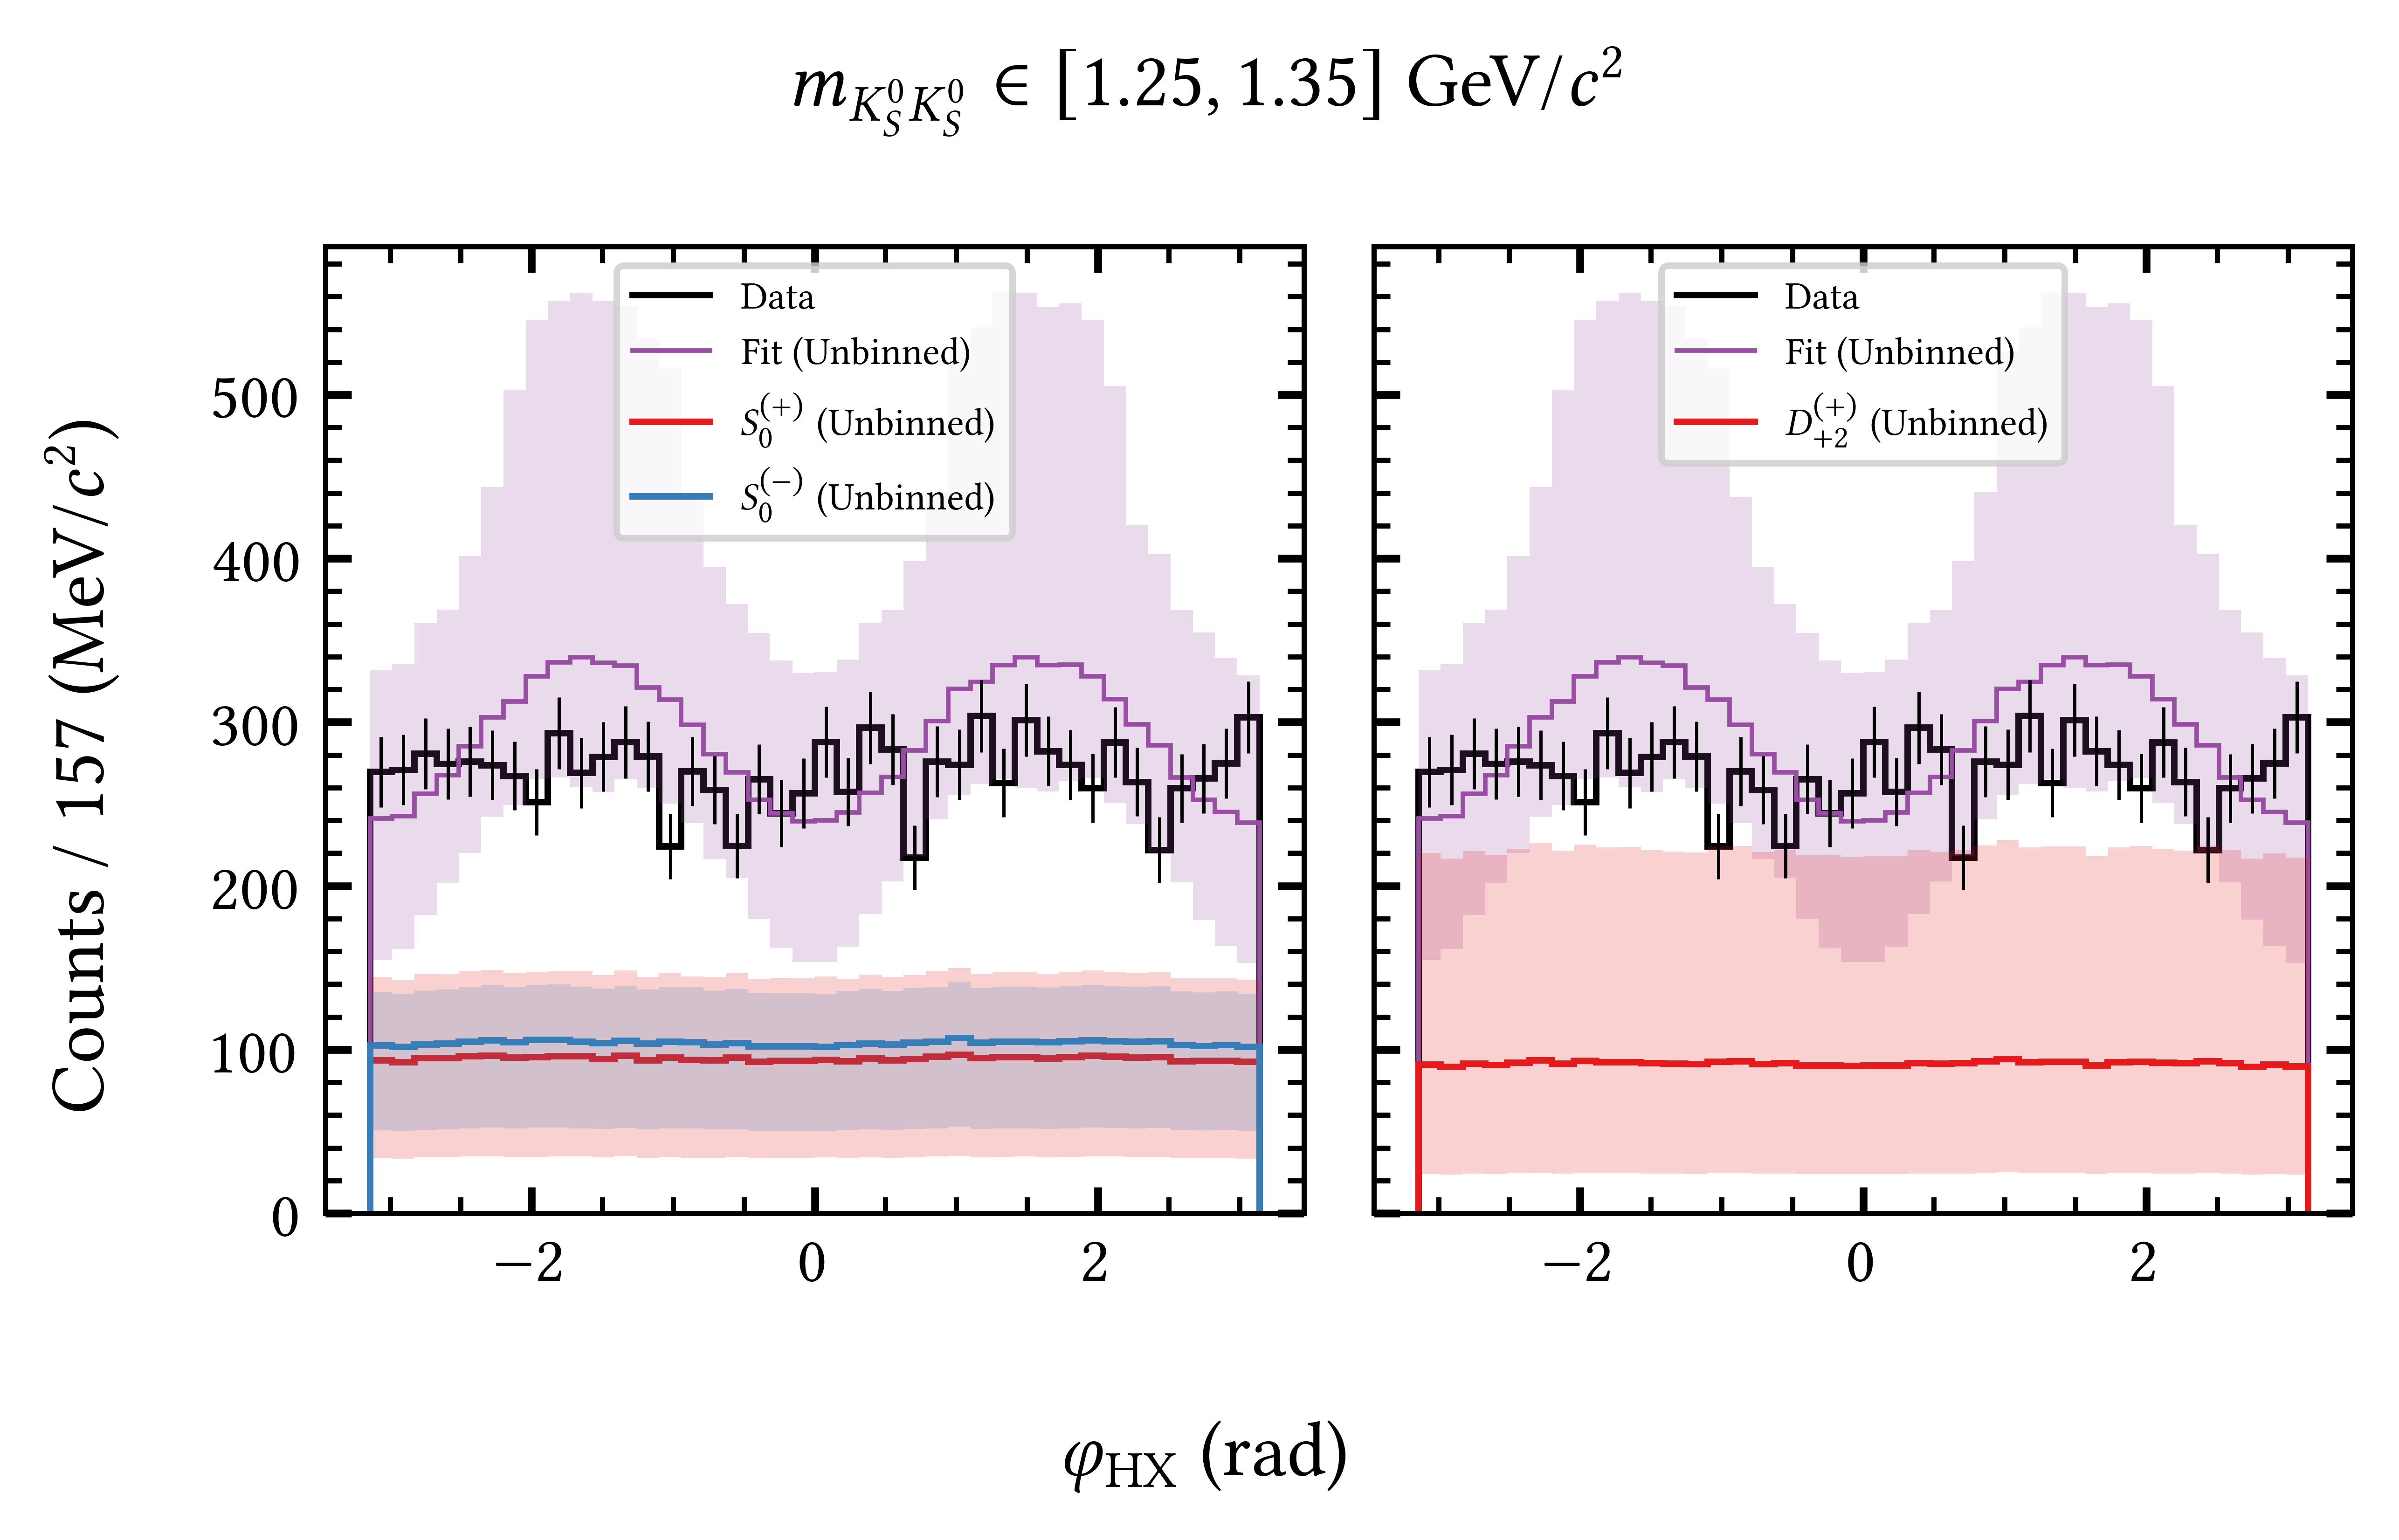 m_{K_S^0 K_S^0} ∈ [1.25, 1.35] GeV/c²
Counts / 157 (MeV/c²)
500
400
300
200
100
0
Data
Fit (Unbinned)
S_0^{(+)} (Unbinned)
S_0^{(−)} (Unbinned)
Data
Fit (Unbinned)
D_{+2}^{(+)} (Unbinned)
−2 0 2
−2 0 2
φ_{HX} (rad)